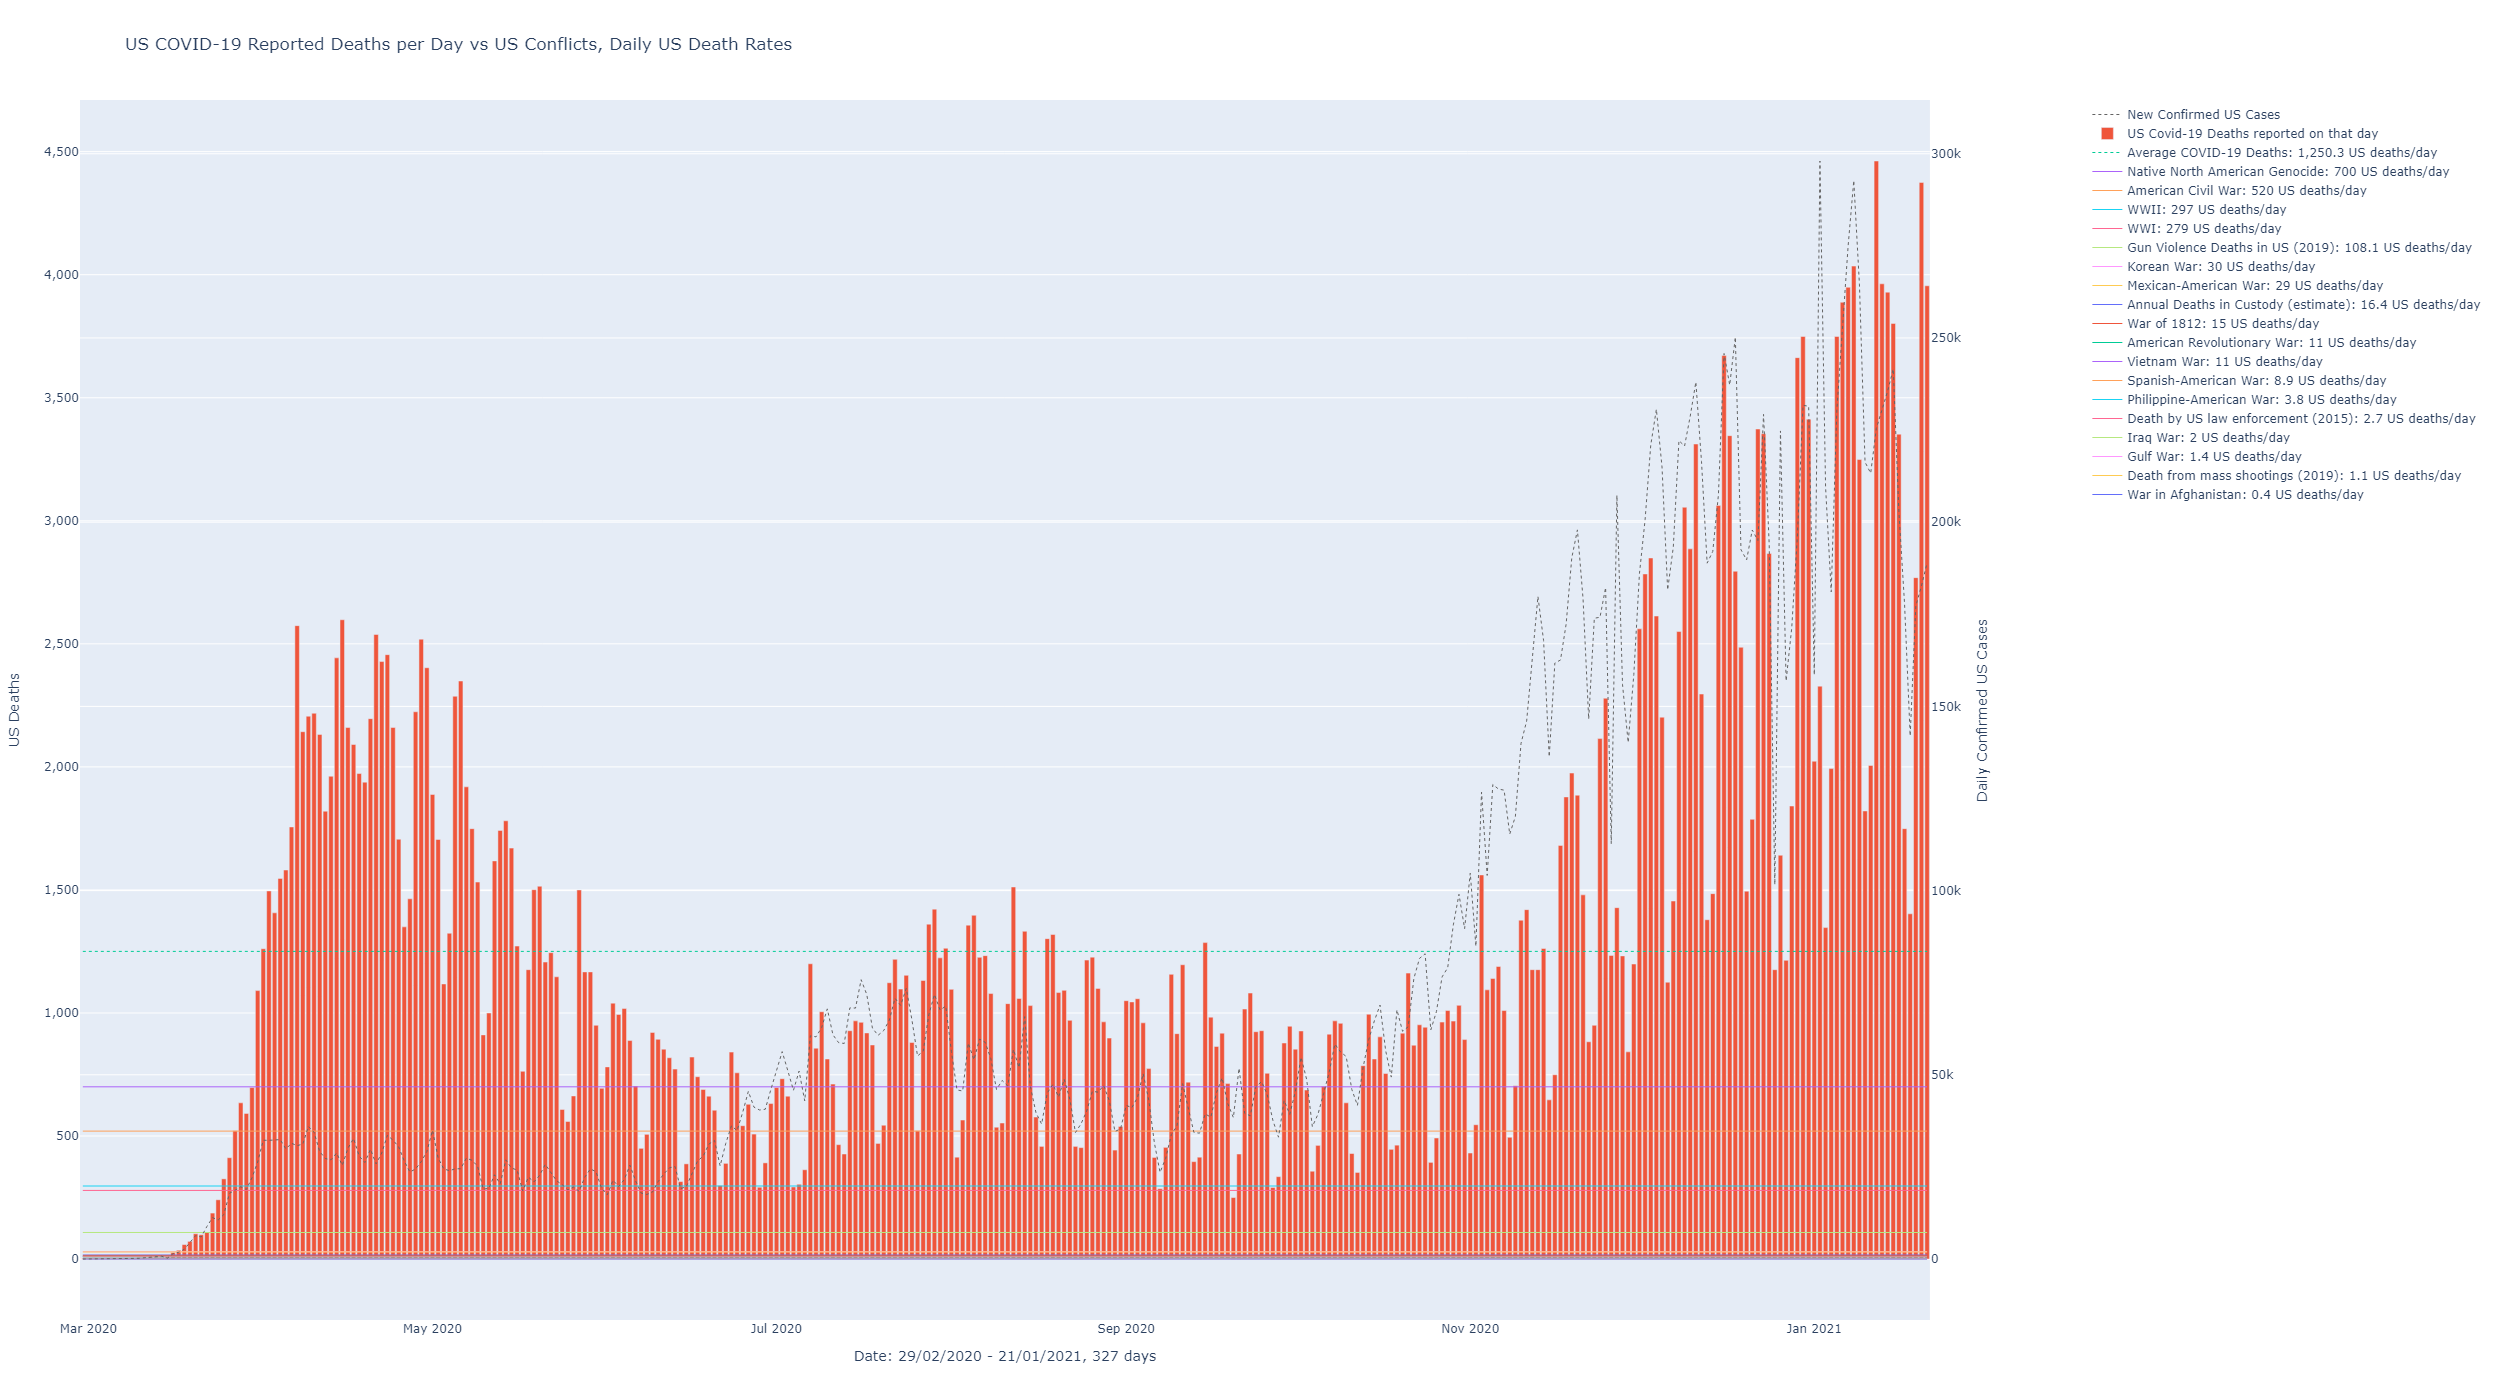 US COVID-19 Reported Deaths per Day vs US Conflicts, Daily US Death Rates
New Confirmed US Cases
US Covid-19 Deaths reported on that day
Average COVID-19 Deaths: 1,250.3 US deaths/day
Native North American Genocide: 700 US deaths/day
American Civil War: 520 US deaths/day
WWII: 297 US deaths/day
WWI: 279 US deaths/day
Gun Violence Deaths in US (2019): 108.1 US deaths/day
Korean War: 30 US deaths/day
Mexican-American War: 29 US deaths/day
Annual Deaths in Custody (estimate): 16.4 US deaths/day
War of 1812: 15 US deaths/day
American Revolutionary War: 11 US deaths/day
Vietnam War: 11 US deaths/day
Spanish-American War: 8.9 US deaths/day
Philippine-American War: 3.8 US deaths/day
Death by US law enforcement (2015): 2.7 US deaths/day
Iraq War: 2 US deaths/day
Gulf War: 1.4 US deaths/day
Death from mass shootings (2019): 1.1 US deaths/day
War in Afghanistan: 0.4 US deaths/day
US Deaths
4,500
4,000
3,500
3,000
2,500
2,000
1,500
1,000
500
0
300k
250k
200k
150k
100k
50k
0
Daily Confirmed US Cases
Mar 2020
May 2020
Jul 2020
Sep 2020
Nov 2020
Jan 2021
Date: 29/02/2020 - 21/01/2021, 327 days